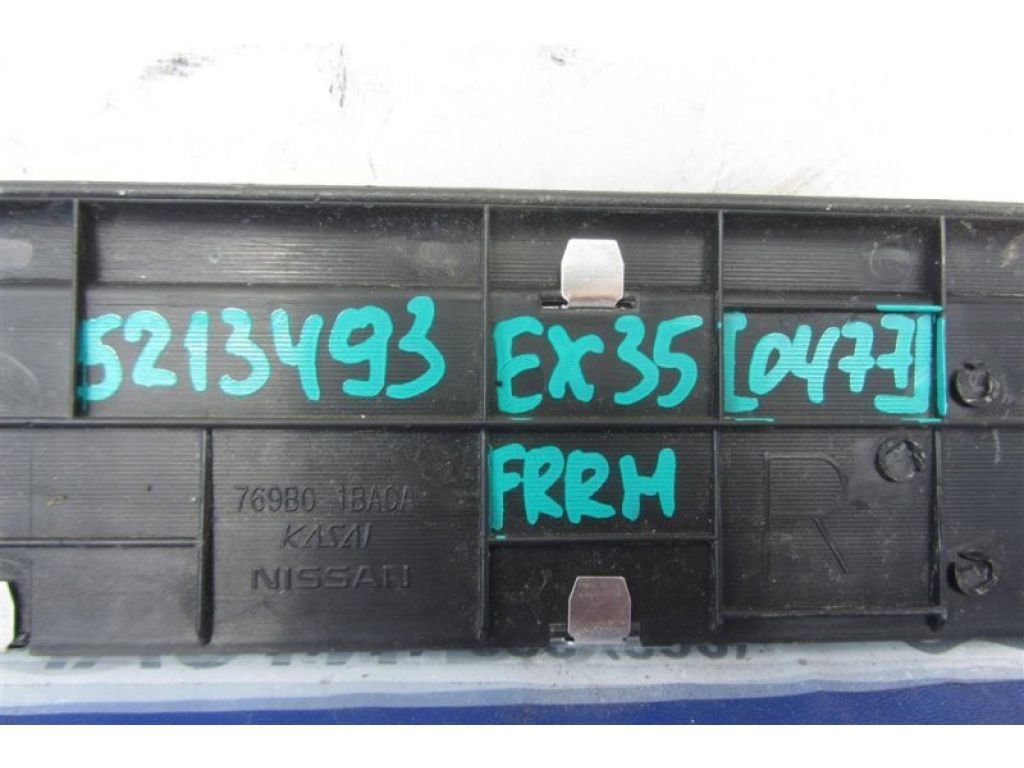 5213493 EX35 [0477]
FRRH
R
769B0 1BA0A
KASAI
NISSAN